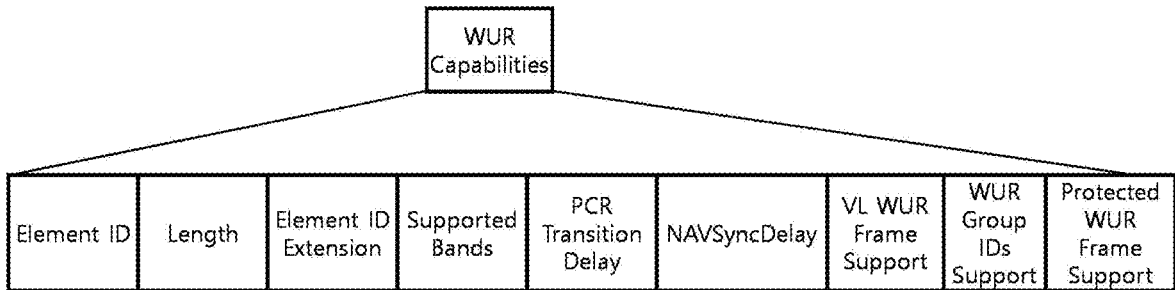 WUR
Capabilities
Element ID
Length
Element ID
Extension
Supported
Bands
PCR
Transition
Delay
NAVSyncDelay
VL WUR
Frame
Support
WUR
Group
IDs
Support
Protected
WUR
Frame
Support